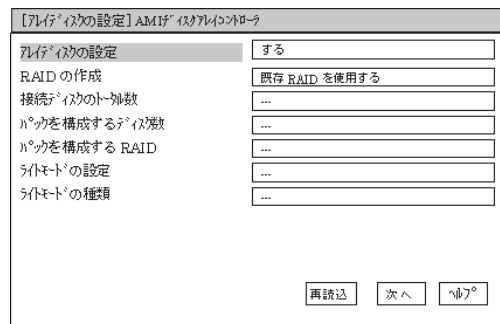 [ｱﾚｲﾃﾞｨｽｸの設定] AMIﾃﾞｨｽｸｱﾚｲｺﾝﾄﾛｰﾗ
ｱﾚｲﾃﾞｨｽｸの設定 する
RAID の作成 既存 RAID を使用する
接続ﾃﾞｨｽｸのﾄｰﾀﾙ数 ...
ﾊﾟｯｸを構成するﾃﾞｨｽｸ数 ...
ﾊﾟｯｸを構成する RAID ...
ﾗｲﾄﾓｰﾄﾞの設定 ...
ﾗｲﾄﾓｰﾄﾞの種類 ...
再読込 次へ ﾍﾙﾌﾟ